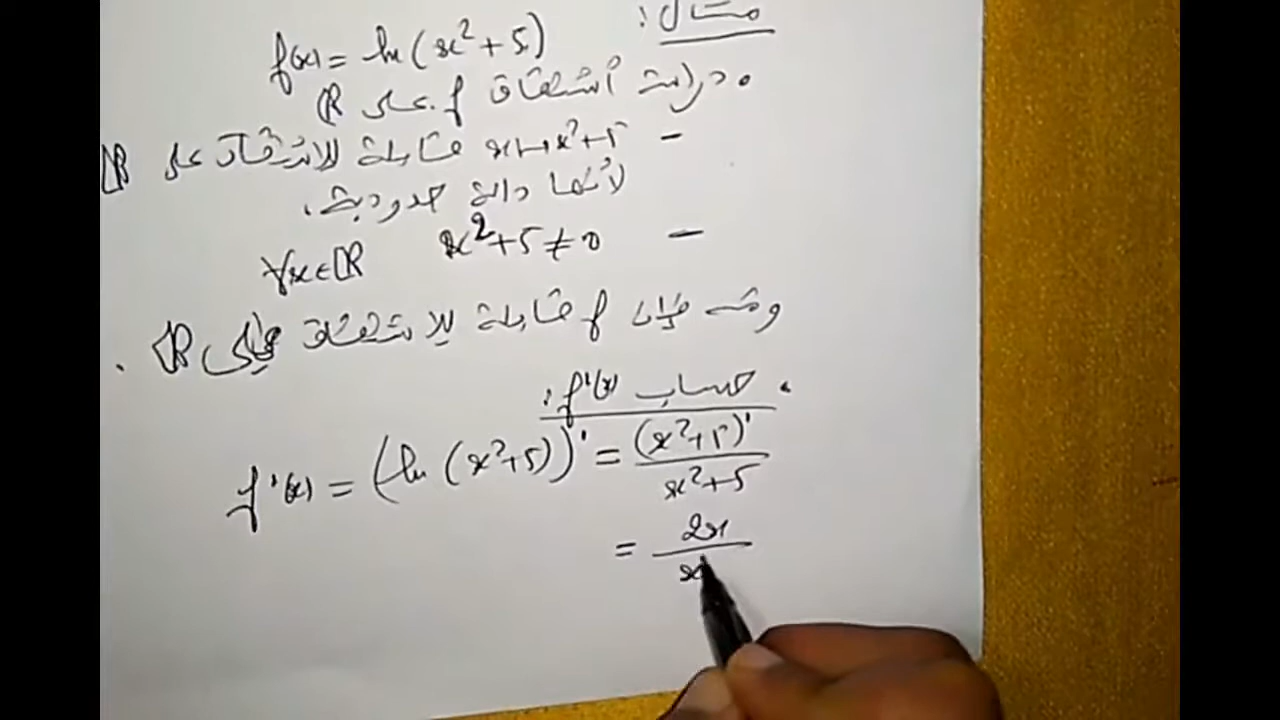 مثال :
f(x) = ln(x²+5)
• دراسة اشتقاق f على ℝ
- x↦x²+5 قابلة للاشتقاق على ℝ
لأنها دالة حدودية.
- x²+5≠0 ∀x∈ℝ
ومنه فإن f قابلة للاشتقاق على ℝ.
• حساب f'(x) :
f'(x) = (ln(x²+5))' = (x²+5)' / x²+5
= 2x / x